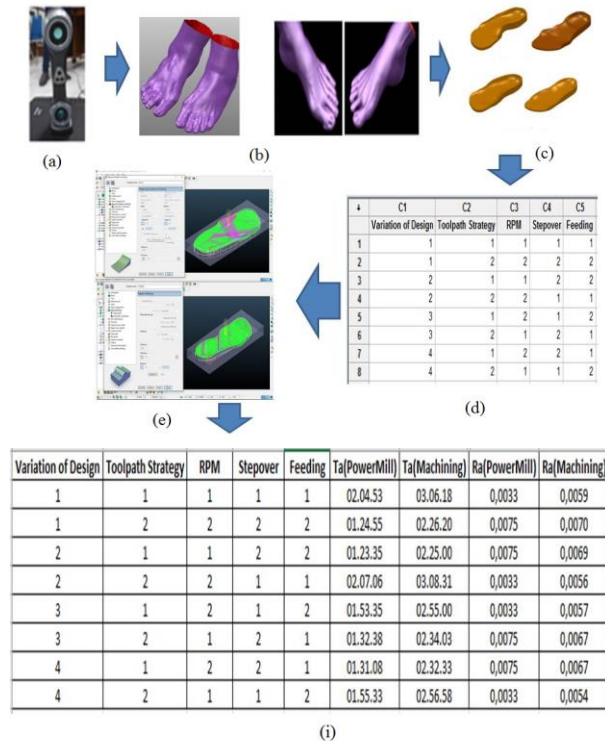 (a)
(b)
(c)
C1 C2 C3 C4 C5
Variation of Design Toolpath Strategy RPM Stepover Feeding
1 1 1 1 1 1
2 1 2 2 2 2
3 2 1 1 2 2
4 2 2 2 1 1
5 3 1 2 1 2
6 3 2 1 2 1
7 4 1 2 2 1
8 4 2 1 1 2
(e)
(d)
Variation of Design Toolpath Strategy RPM Stepover Feeding Ta(PowerMill) Ta(Machining) Ra(PowerMill) Ra(Machining)
1 1 1 1 1 02.04.53 03.06.18 0,0033 0,0059
1 2 2 2 2 01.24.55 02.26.20 0,0075 0,0070
2 1 1 2 2 01.23.35 02.25.00 0,0075 0,0069
2 2 2 1 1 02.07.06 03.08.31 0,0033 0,0056
3 1 2 1 2 01.53.35 02.55.00 0,0033 0,0057
3 2 1 2 1 01.32.38 02.34.03 0,0075 0,0067
4 1 2 2 1 01.31.08 02.32.33 0,0075 0,0067
4 2 1 1 2 01.55.33 02.56.58 0,0033 0,0054
(i)